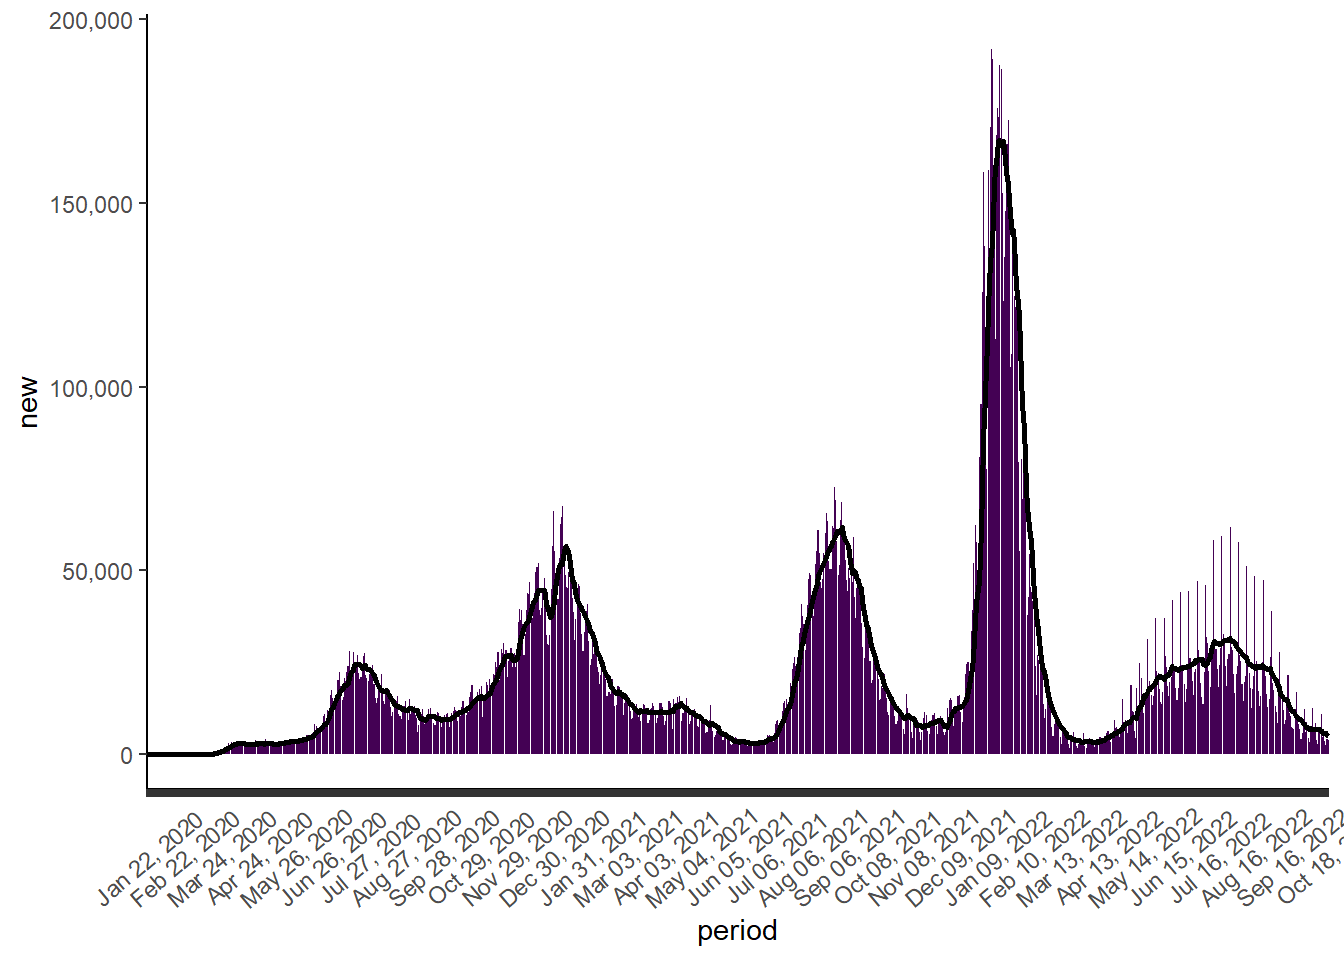 200,000
150,000
100,000
50,000
0
new
Jan 22, 2020
Feb 22, 2020
Mar 24, 2020
Apr 24, 2020
May 26, 2020
Jun 26, 2020
Jul 27, 2020
Aug 27, 2020
Sep 28, 2020
Oct 29, 2020
Nov 29, 2020
Dec 30, 2020
Jan 31, 2021
Mar 03, 2021
Apr 03, 2021
May 04, 2021
Jun 05, 2021
Jul 06, 2021
Aug 06, 2021
Sep 06, 2021
Oct 08, 2021
Nov 08, 2021
Dec 09, 2021
Jan 09, 2022
Feb 10, 2022
Mar 13, 2022
Apr 13, 2022
May 14, 2022
Jun 15, 2022
Jul 16, 2022
Aug 16, 2022
Sep 16, 2022
Oct 18,
period